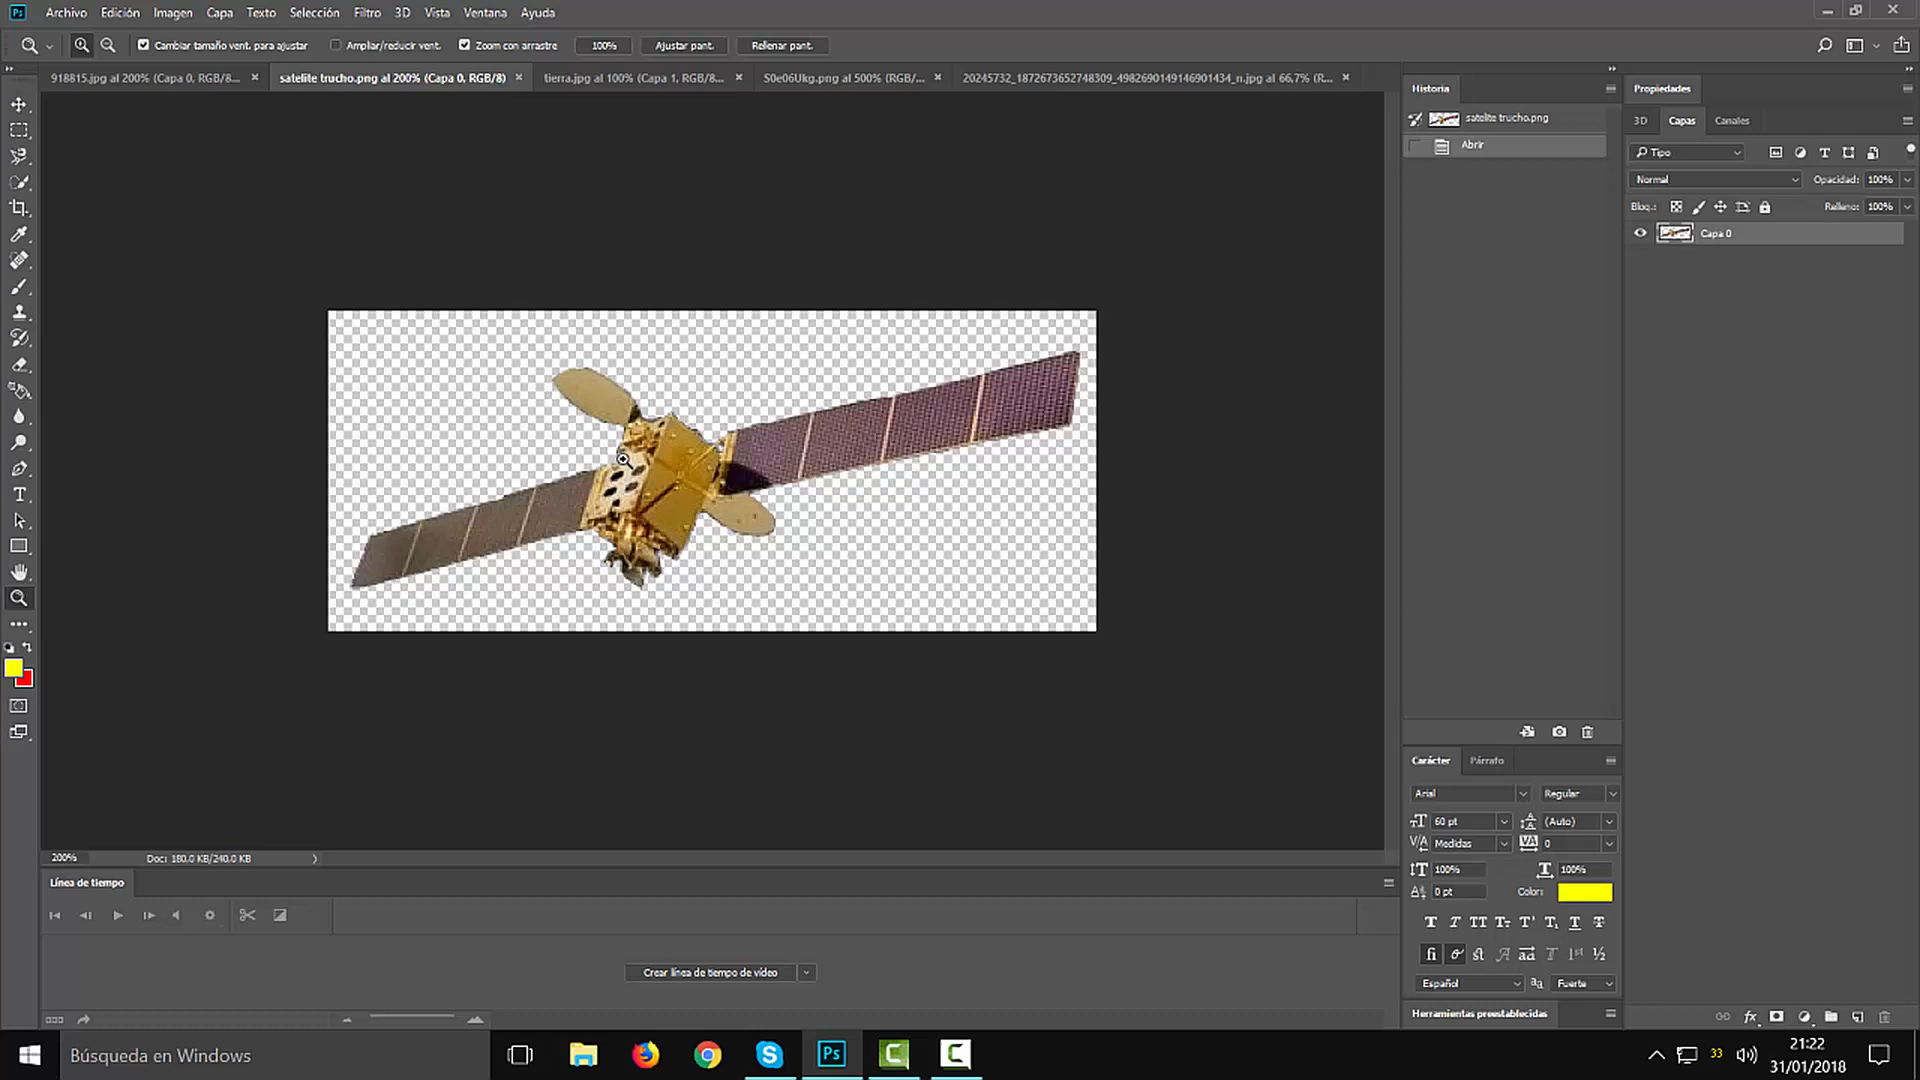 Ps Archivo Edición Imagen Capa Texto Selección Filtro 3D Vista Ventana Ayuda
Cambiar tamaño vent. para ajustar Ampliar/reducir vent. Zoom con arrastre 100% Ajustar pant. Rellenar pant.
918815.jpg al 200% (Capa 0, RGB/8... satelite trucho.png al 200% (Capa 0, RGB/8) tierra.jpg al 100% (Capa 1, RGB/8... S0e06Ukg.png al 500% (RGB/... 20245732_1872673652748309_4982690149146901434_n.jpg al 66,7% (R...
Historia
satelite trucho.png
Abrir
Propiedades
3D Capas Canales
Tipo
Normal Opacidad: 100%
Bloq.: Relleno: 100%
Capa 0
Carácter Párrafo
Arial Regular
60 pt (Auto)
Medidas 0
100% 100%
0 pt Color:
Español aa Fuerte
Herramientas preestablecidas
200% Doc: 180.0 KB/240.0 KB
Línea de tiempo
Crear línea de tiempo de vídeo
Búsqueda en Windows
33
21:22
31/01/2018